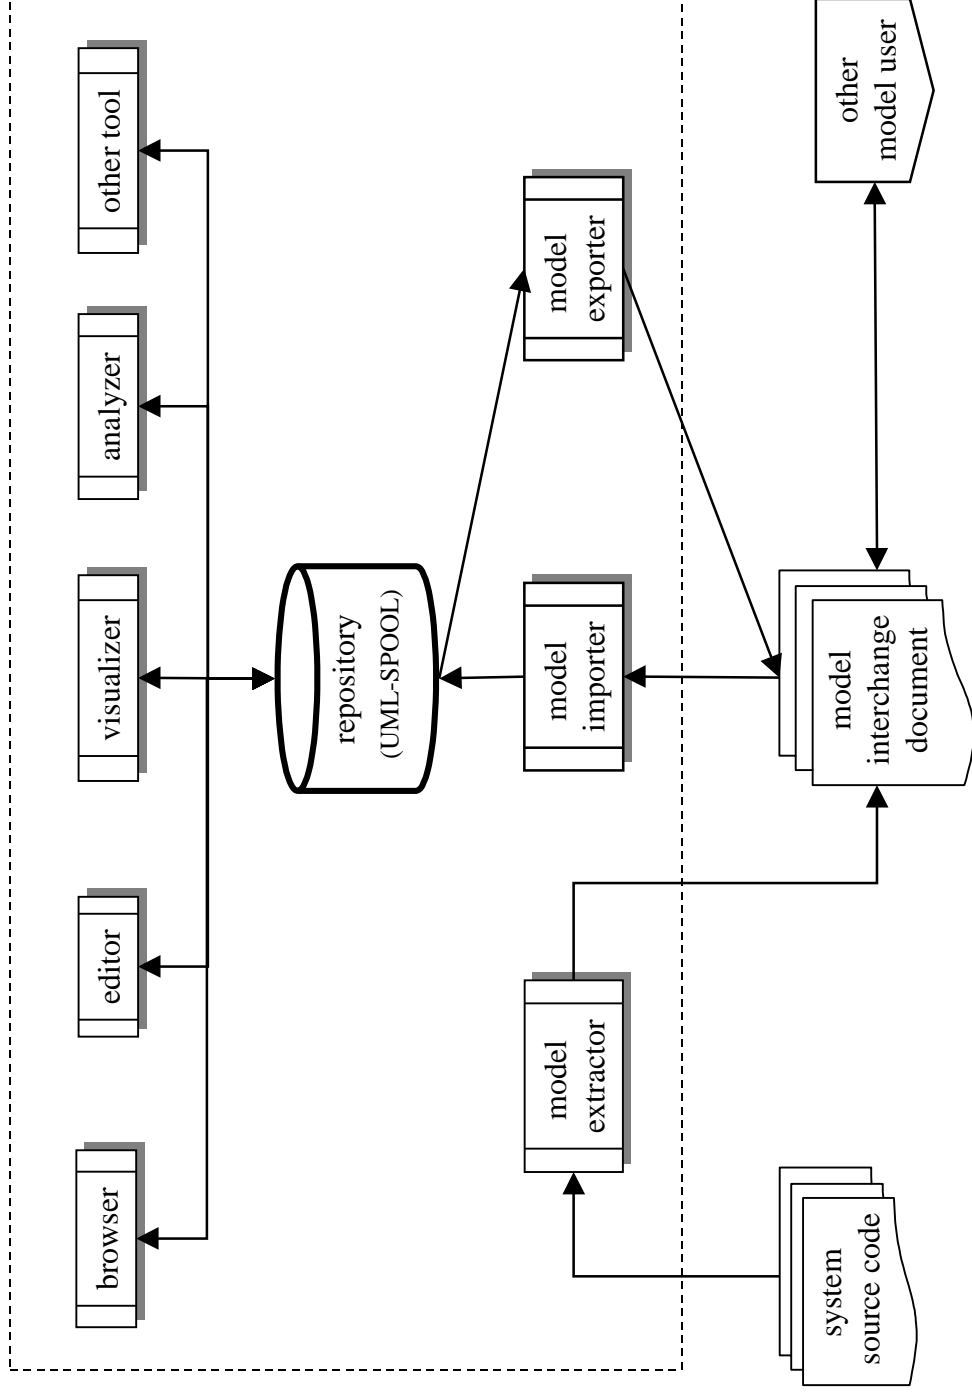 browser
editor
visualizer
analyzer
other tool
repository
(UML-SPOOL)
model
extractor
model
importer
model
exporter
system
source code
model
interchange
document
other
model user